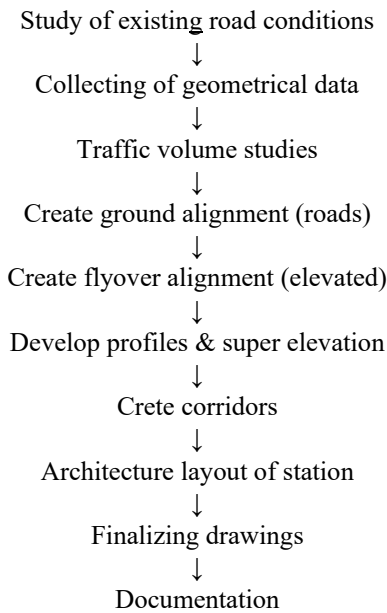 Study of existing road conditions
↓
Collecting of geometrical data
↓
Traffic volume studies
↓
Create ground alignment (roads)
↓
Create flyover alignment (elevated)
↓
Develop profiles & super elevation
↓
Crete corridors
↓
Architecture layout of station
↓
Finalizing drawings
↓
Documentation